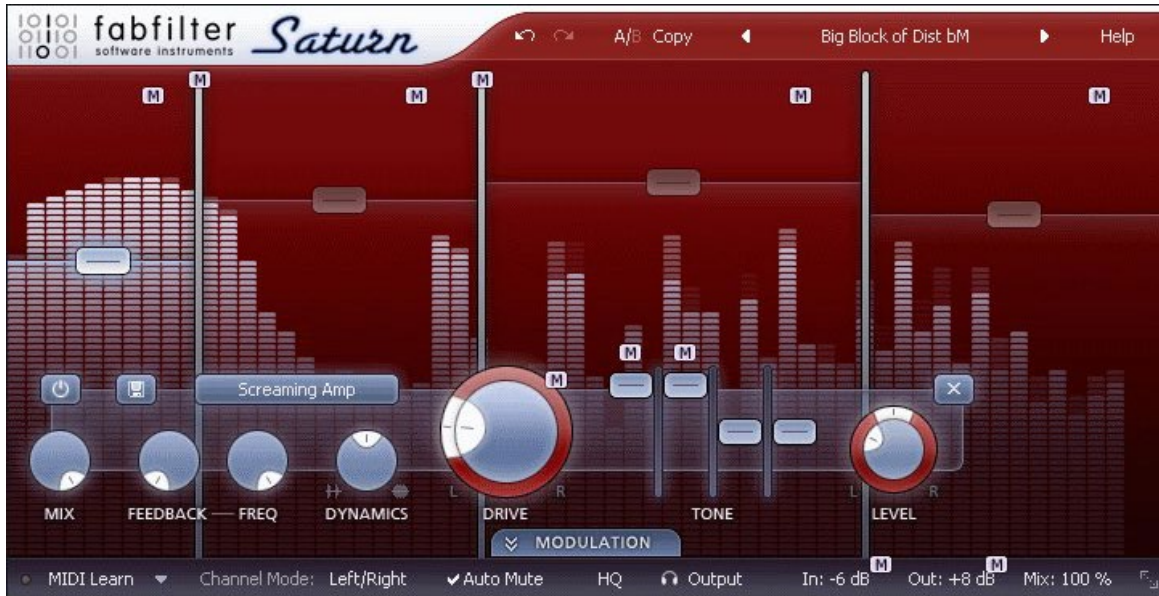 fabfilter
software instruments
Saturn
A/B Copy
Big Block of Dist bM
Help
M
M
M
M
M
M
M
M
M
Screaming Amp
L
R
L
R
MIX
FEEDBACK
FREQ
DYNAMICS
DRIVE
TONE
LEVEL
MODULATION
MIDI Learn
Channel Mode: Left/Right
Auto Mute
HQ
Output
In: -6 dB
M
Out: +8 dB
M
Mix: 100 %